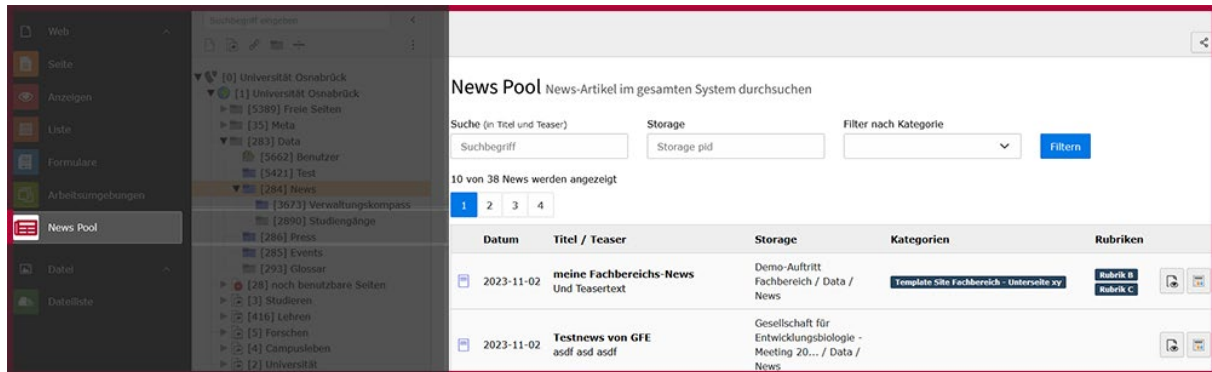 Web
Seite
Anzeigen
Liste
Formulare
Arbeitsumgebungen
News Pool
Datei
Dateiliste
Suchbegriff eingeben
[0] Universität Osnabrück
[1] Universität Osnabrück
[5389] Freie Seiten
[35] Meta
[283] Data
[5662] Benutzer
[5421] Test
[284] News
[3673] Verwaltungskompass
[2890] Studiengänge
[286] Press
[285] Events
[293] Glossar
[28] noch benutzbare Seiten
[3] Studieren
[416] Lehren
[5] Forschen
[4] Campusleben
[2] Universität
News Pool News-Artikel im gesamten System durchsuchen
Suche (in Titel und Teaser) Storage Filter nach Kategorie
Suchbegriff Storage pid Filtern
10 von 38 News werden angezeigt
1 2 3 4
Datum Titel / Teaser Storage Kategorien Rubriken
2023-11-02
meine Fachbereichs-News
Und Teasertext
Demo-Auftritt
Fachbereich / Data /
News
Template Site Fachbereich - Unterseite xy
Rubrik B
Rubrik C
2023-11-02
Testnews von GFE
asdf asd asdf
Gesellschaft für
Entwicklungsbiologie -
Meeting 20... / Data /
News